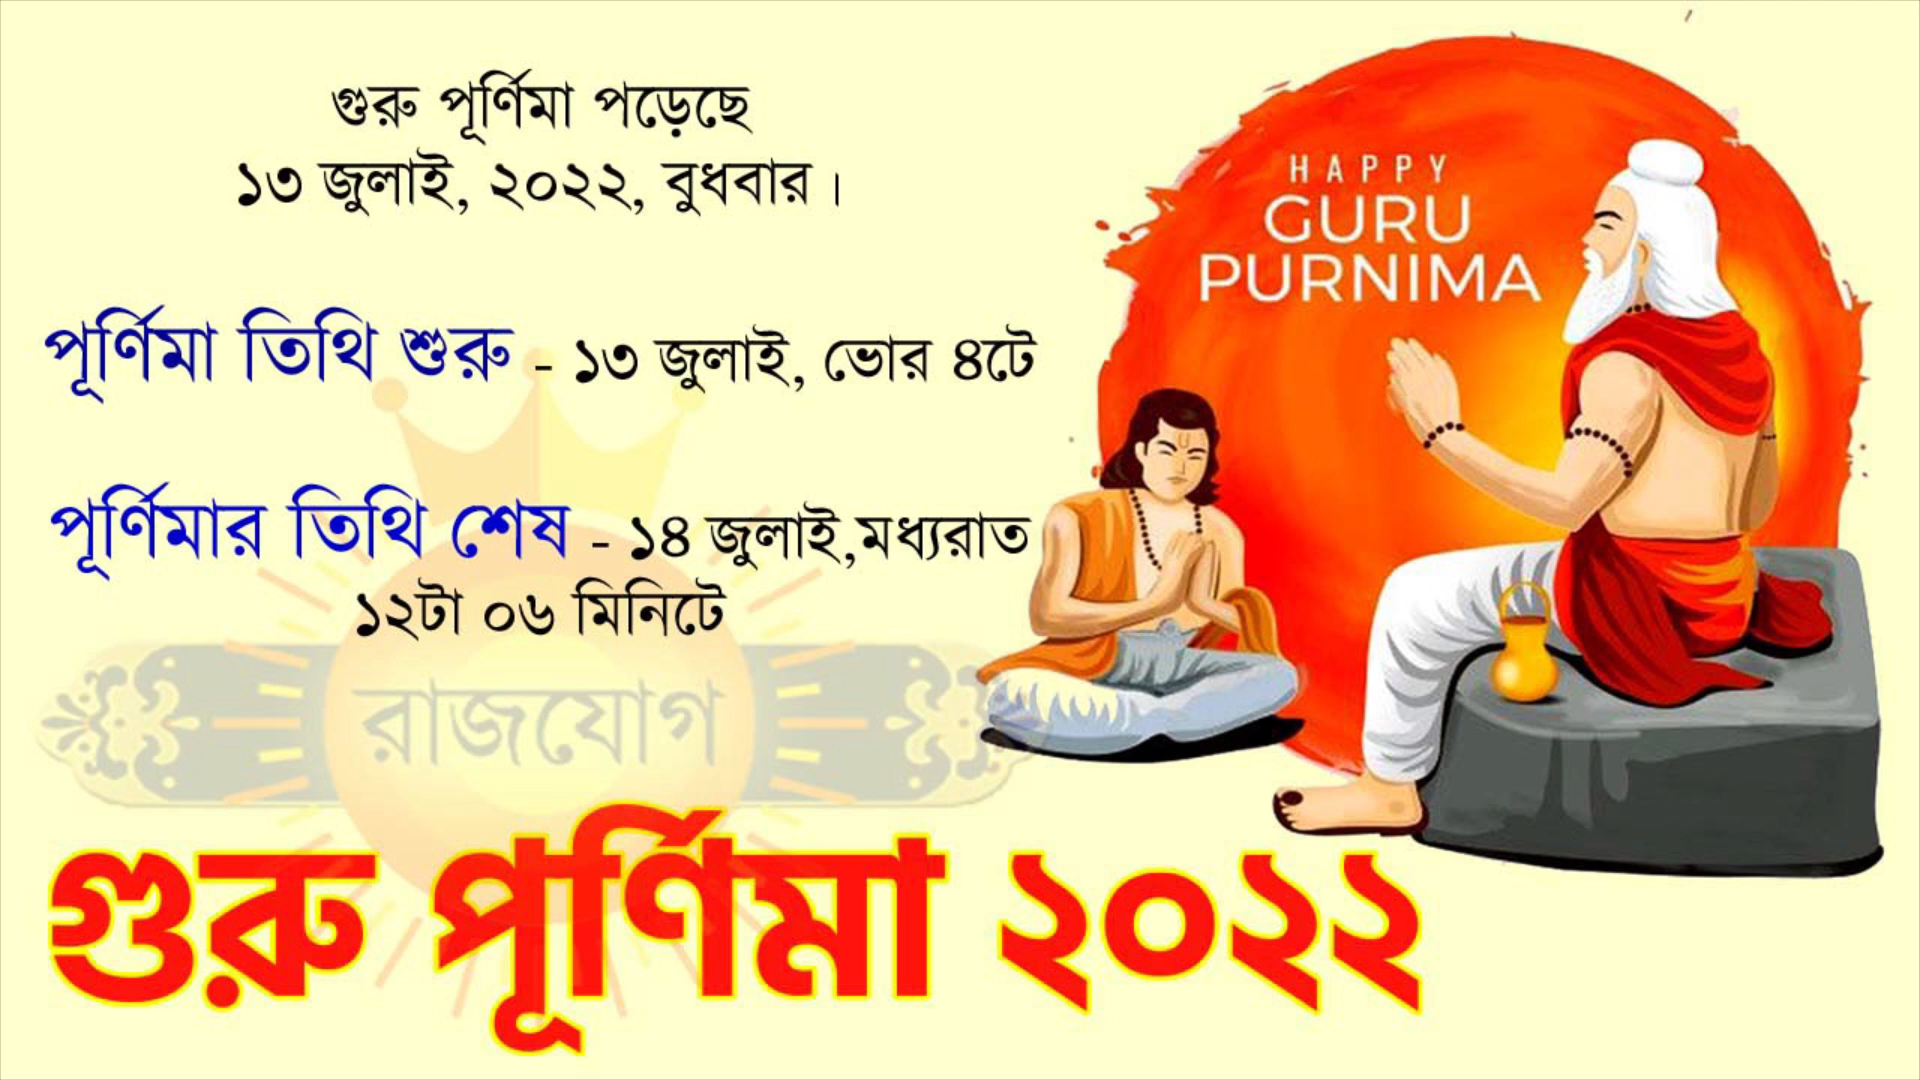 গুরু পূর্ণিমা পড়েছে
১৩ জুলাই, ২০২২, বুধবার।
পূর্ণিমা তিথি শুরু - ১৩ জুলাই, ভোর ৪টে
পূর্ণিমার তিথি শেষ - ১৪ জুলাই,মধ্যরাত
১২টা ০৬ মিনিটে
রাজযোগ
গুরু পূর্ণিমা ২০২২
HAPPY
GURU
PURNIMA